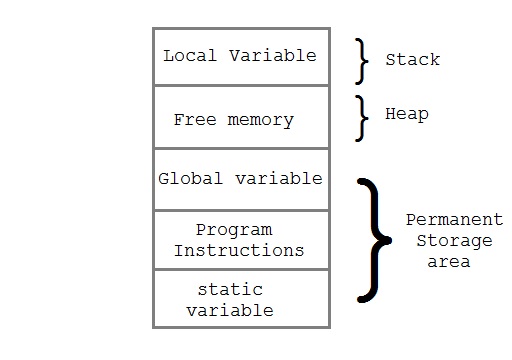 Local Variable
Stack
Free memory
Heap
Global variable
Program
Instructions
static
variable
Permanent
Storage
area